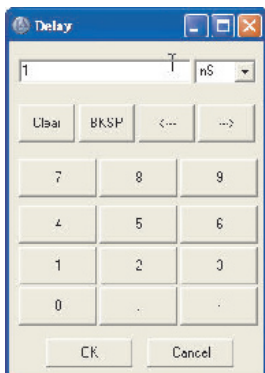 Delay
1 nS
Clear BKSP <--- --->
7 8 9
4 5 6
1 2 3
0 . -
OK Cancel